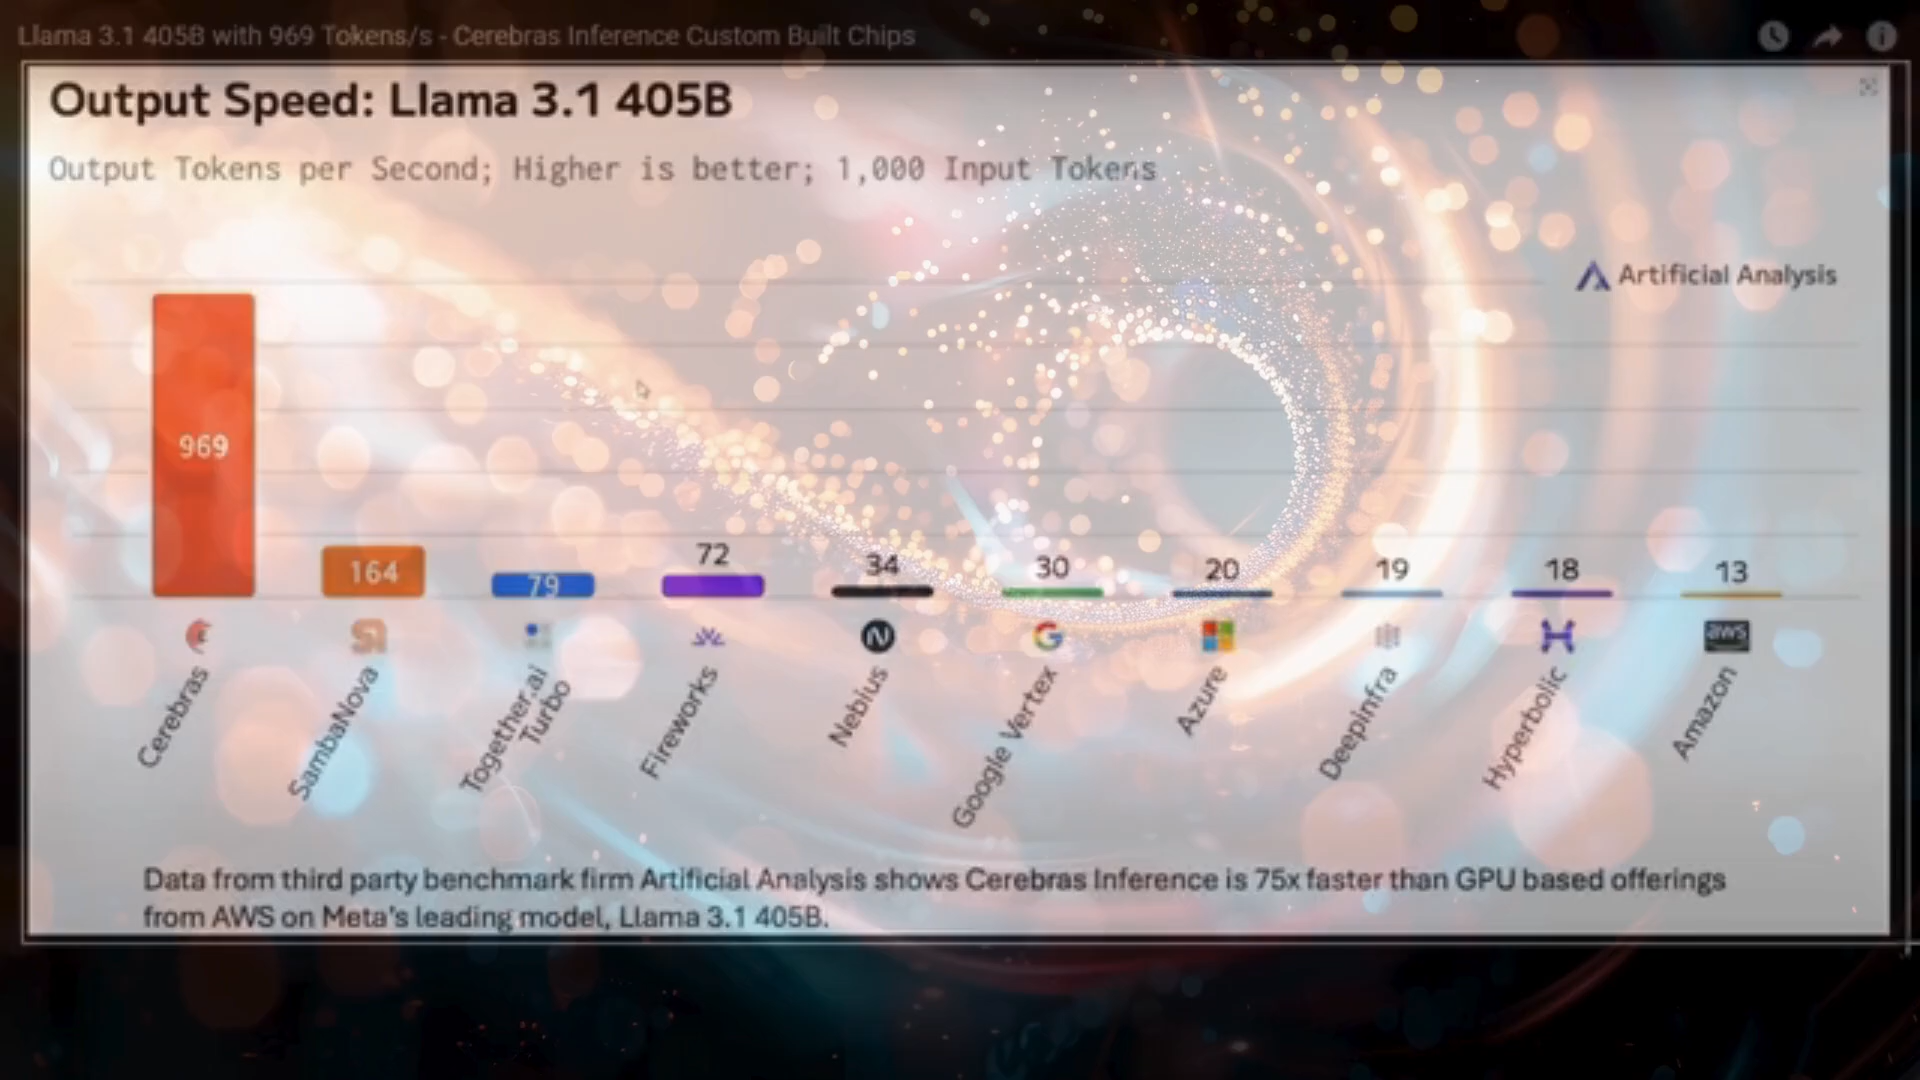 Llama 3.1 405B with 969 Tokens/s - Cerebras Inference Custom Built Chips
Output Speed: Llama 3.1 405B
Output Tokens per Second; Higher is better; 1,000 Input Tokens
Artificial Analysis
969
164
79
72
34
30
20
19
18
13
aws
Cerebras
SambaNova
Together.ai
Turbo
Fireworks
Nebius
Google Vertex
Azure
Deepinfra
Hyperbolic
Amazon
Data from third party benchmark firm Artificial Analysis shows Cerebras Inference is 75x faster than GPU based offerings
from AWS on Meta's leading model, Llama 3.1 405B.